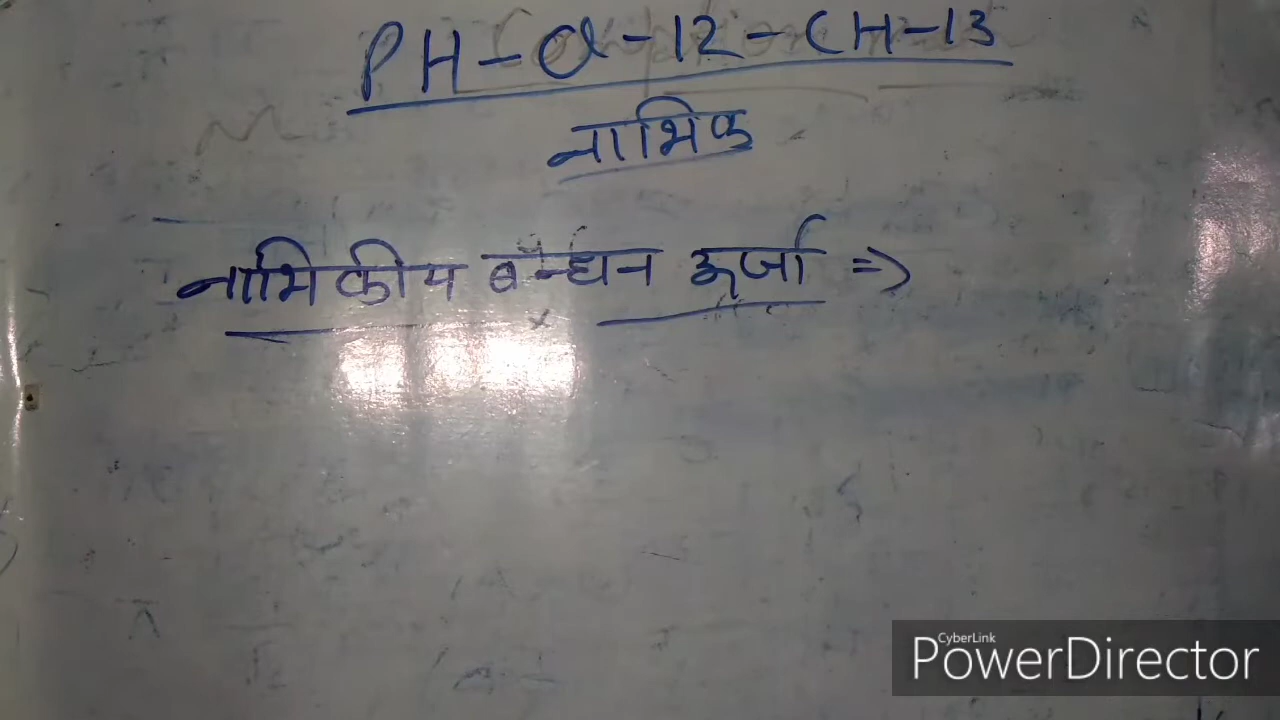 PH-Cl-12-CH-13
नाभिक
नाभिकीय बन्धन ऊर्जा =>
CyberLink
PowerDirector